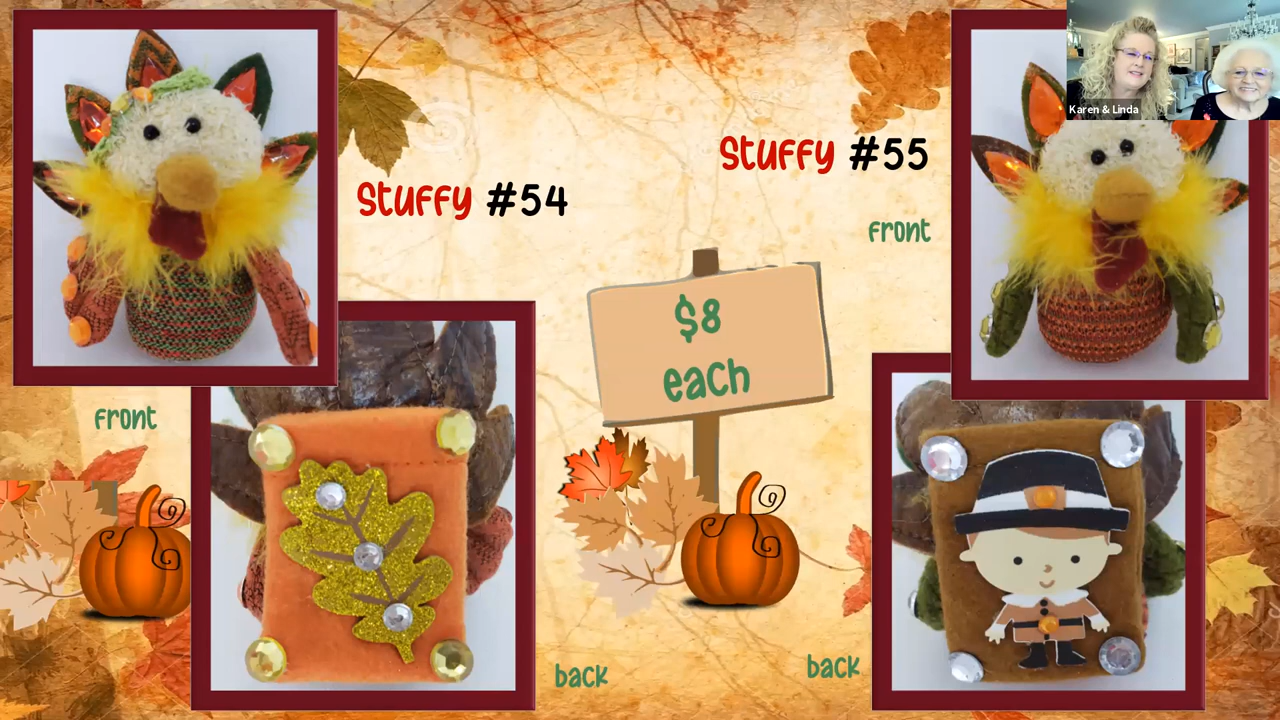 Karen & Linda
Stuffy #54
Stuffy #55
front
$8
each
front
back
back